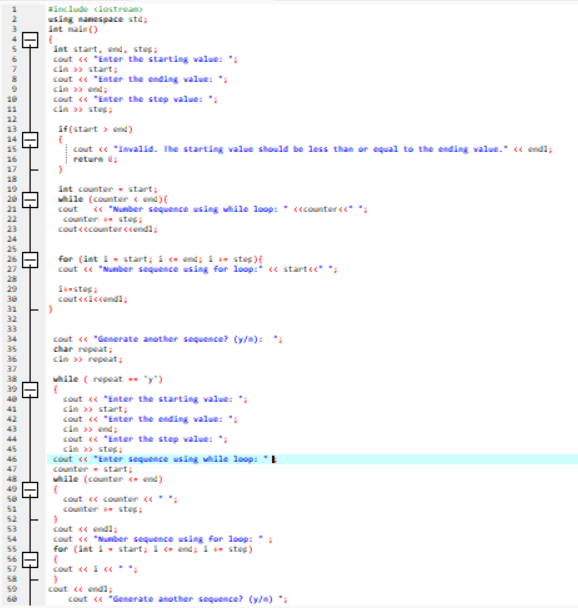 1 #include <iostream>
2 using namespace std;
3 int main()
4 {
5 int start, end, step;
6 cout << "Enter the starting value: ";
7 cin >> start;
8 cout << "Enter the ending value: ";
9 cin >> end;
10 cout << "Enter the step value: ";
11 cin >> step;
12
13 if(start > end)
14 {
15 cout << "Invalid. The starting value should be less than or equal to the ending value." << endl;
16 return 0;
17 }
18
19 int counter = start;
20 while (counter < end){
21 cout << "Number sequence using while loop: " <<counter<<" ";
22 counter += step;
23 cout<<counter<<endl;
24
25
26 for (int i = start; i <= end; i += step){
27 cout << "Number sequence using for loop:" << start<<" ";
28
29 i+=step;
30 cout<<i<<endl;
31 }
32
33
34 cout << "Generate another sequence? (y/n): ";
35 char repeat;
36 cin >> repeat;
37
38 while ( repeat == 'y')
39 {
40 cout << "Enter the starting value: ";
41 cin >> start;
42 cout << "Enter the ending value: ";
43 cin >> end;
44 cout << "Enter the step value: ";
45 cin >> step;
46 cout << "Enter sequence using while loop: " ;
47 counter = start;
48 while (counter <= end)
49 {
50 cout << counter << " ";
51 counter += step;
52 }
53 cout << endl;
54 cout << "Number sequence using for loop: " ;
55 for (int i = start; i <= end; i += step)
56 {
57 cout << i << " ";
58 }
59 cout << endl;
60 cout << "Generate another sequence? (y/n) ";